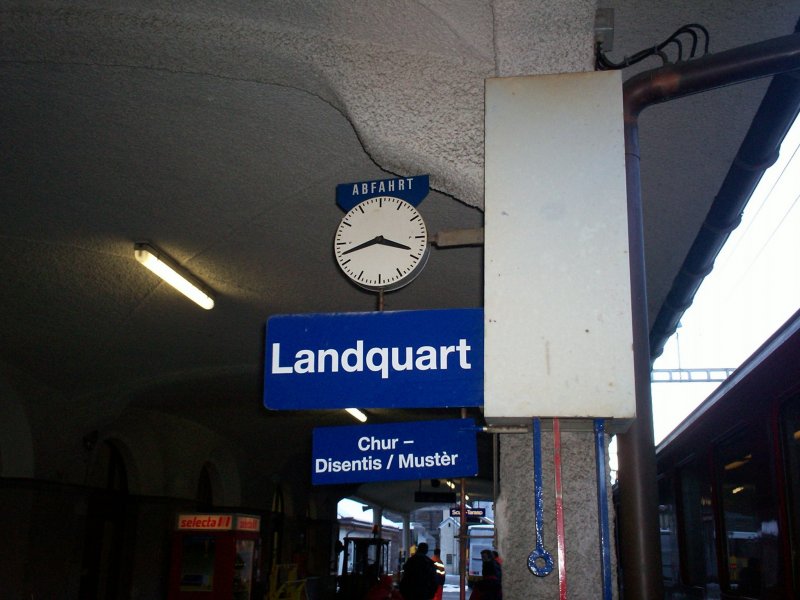 ABFAHRT
Landquart
Chur –
Disentis / Mustèr
selecta